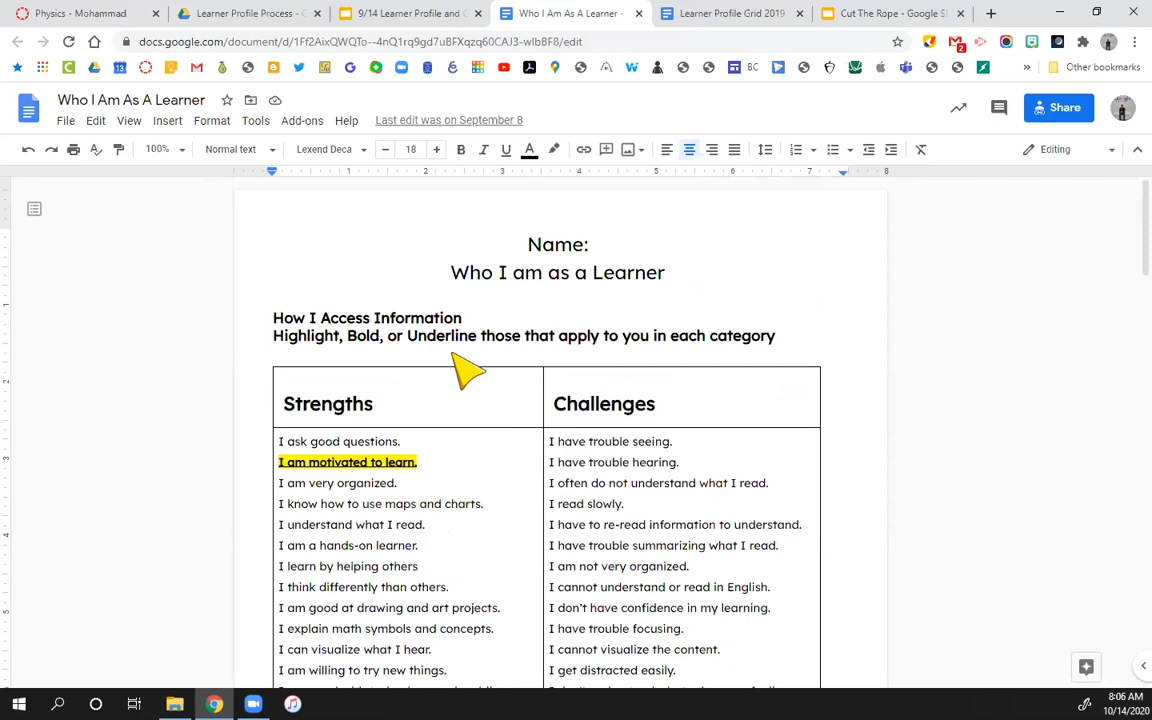 Physics - Mohammad
Learner Profile Process - G
9/14 Learner Profile and C
Who I Am As A Learner -
Learner Profile Grid 2019
Cut The Rope - Google Sl
docs.google.com/document/d/1Ff2AixQWQTo--4nQ1rq9gd7uBFXqzq60CAJ3-wlbBF8/edit
BC
Other bookmarks
Who I Am As A Learner
File Edit View Insert Format Tools Add-ons Help Last edit was on September 8
Share
100% Normal text Lexend Deca 18 Editing
1 2 3 4 5 6 7 8
Name:
Who I am as a Learner
How I Access Information
Highlight, Bold, or Underline those that apply to you in each category
Strengths Challenges
I ask good questions. I have trouble seeing.
I am motivated to learn. I have trouble hearing.
I am very organized. I often do not understand what I read.
I know how to use maps and charts. I read slowly.
I understand what I read. I have to re-read information to understand.
I am a hands-on learner. I have trouble summarizing what I read.
I learn by helping others I am not very organized.
I think differently than others. I cannot understand or read in English.
I am good at drawing and art projects. I don't have confidence in my learning.
I explain math symbols and concepts. I have trouble focusing.
I can visualize what I hear. I cannot visualize the content.
I am willing to try new things. I get distracted easily.
8:06 AM
10/14/2020